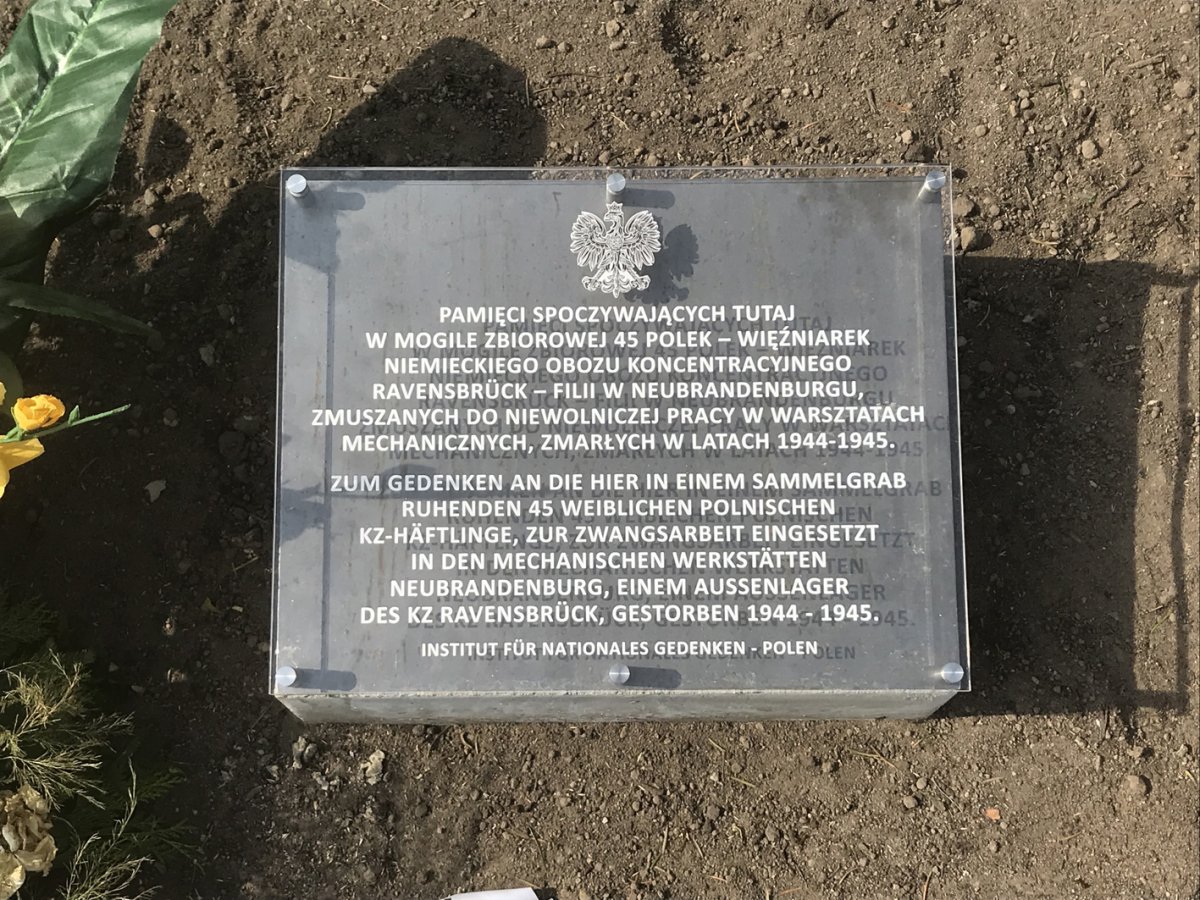 PAMIĘCI SPOCZYWAJĄCYCH TUTAJ
W MOGILE ZBIOROWEJ 45 POLEK – WIĘŹNIAREK
NIEMIECKIEGO OBOZU KONCENTRACYJNEGO
RAVENSBRÜCK – FILII W NEUBRANDENBURGU,
ZMUSZANYCH DO NIEWOLNICZEJ PRACY W WARSZTATACH
MECHANICZNYCH, ZMARŁYCH W LATACH 1944-1945.
ZUM GEDENKEN AN DIE HIER IN EINEM SAMMELGRAB
RUHENDEN 45 WEIBLICHEN POLNISCHEN
KZ-HÄFTLINGE, ZUR ZWANGSARBEIT EINGESETZT
IN DEN MECHANISCHEN WERKSTÄTTEN
NEUBRANDENBURG, EINEM AUSSENLAGER
DES KZ RAVENSBRÜCK, GESTORBEN 1944 - 1945.
INSTITUT FÜR NATIONALES GEDENKEN - POLEN